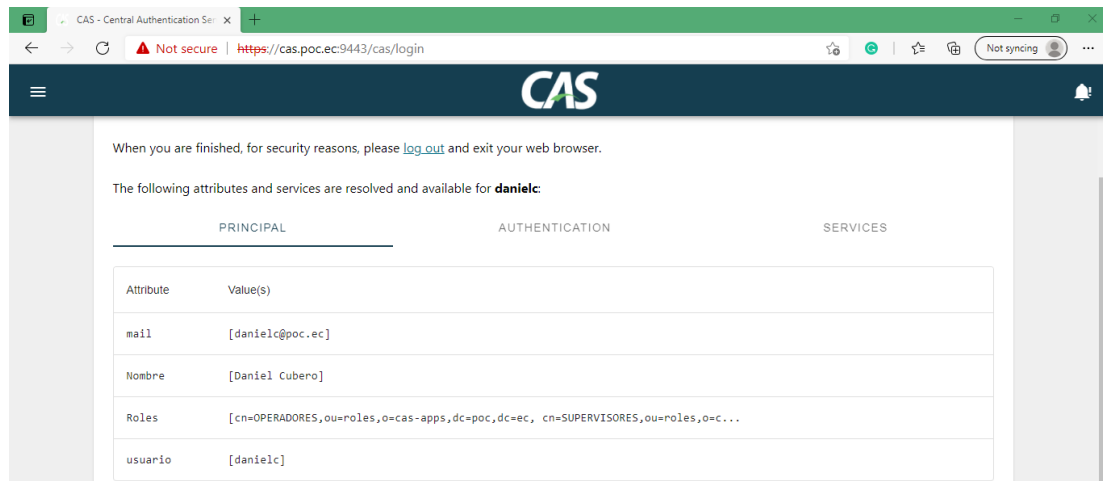 CAS - Central Authentication Ser
Not secure | https://cas.poc.ec:9443/cas/login
Not syncing
CAS
When you are finished, for security reasons, please log out and exit your web browser.
The following attributes and services are resolved and available for danielc:
PRINCIPAL AUTHENTICATION SERVICES
Attribute Value(s)
mail [danielc@poc.ec]
Nombre [Daniel Cubero]
Roles [cn=OPERADORES,ou=roles,o=cas-apps,dc=poc,dc=ec, cn=SUPERVISORES,ou=roles,o=c...
usuario [danielc]